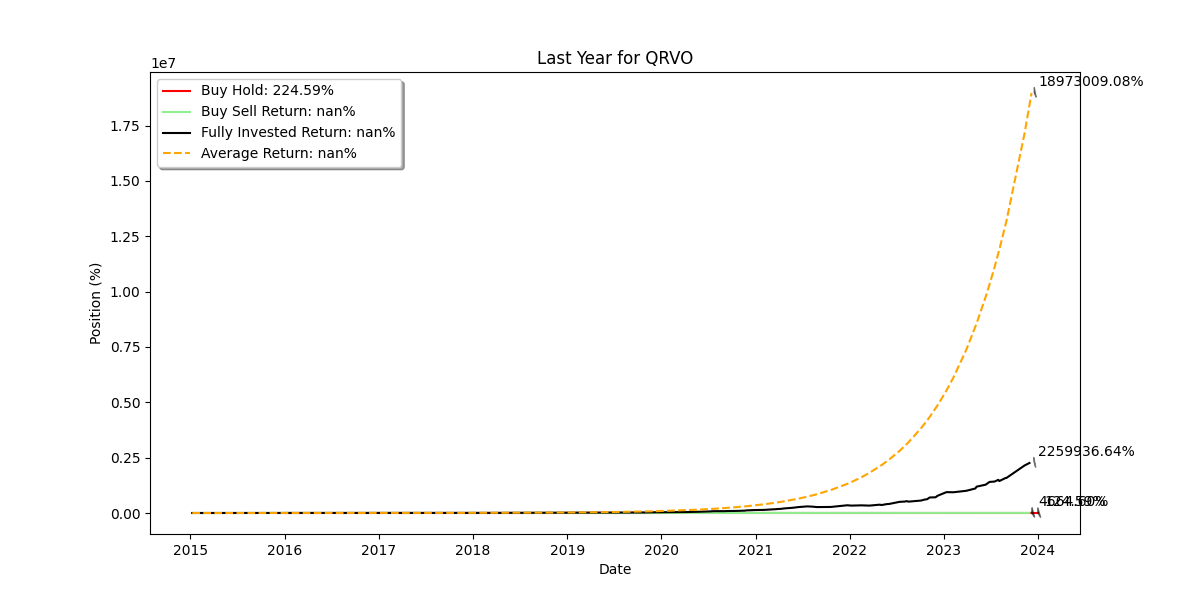 Last Year for QRVO
1e7
Buy Hold: 224.59%
Buy Sell Return: nan%
Fully Invested Return: nan%
Average Return: nan%
18973009.08%
2259936.64%
1.75
1.50
1.25
1.00
0.75
0.50
0.25
0.00
Position (%)
2015 2016 2017 2018 2019 2020 2021 2022 2023 2024
Date